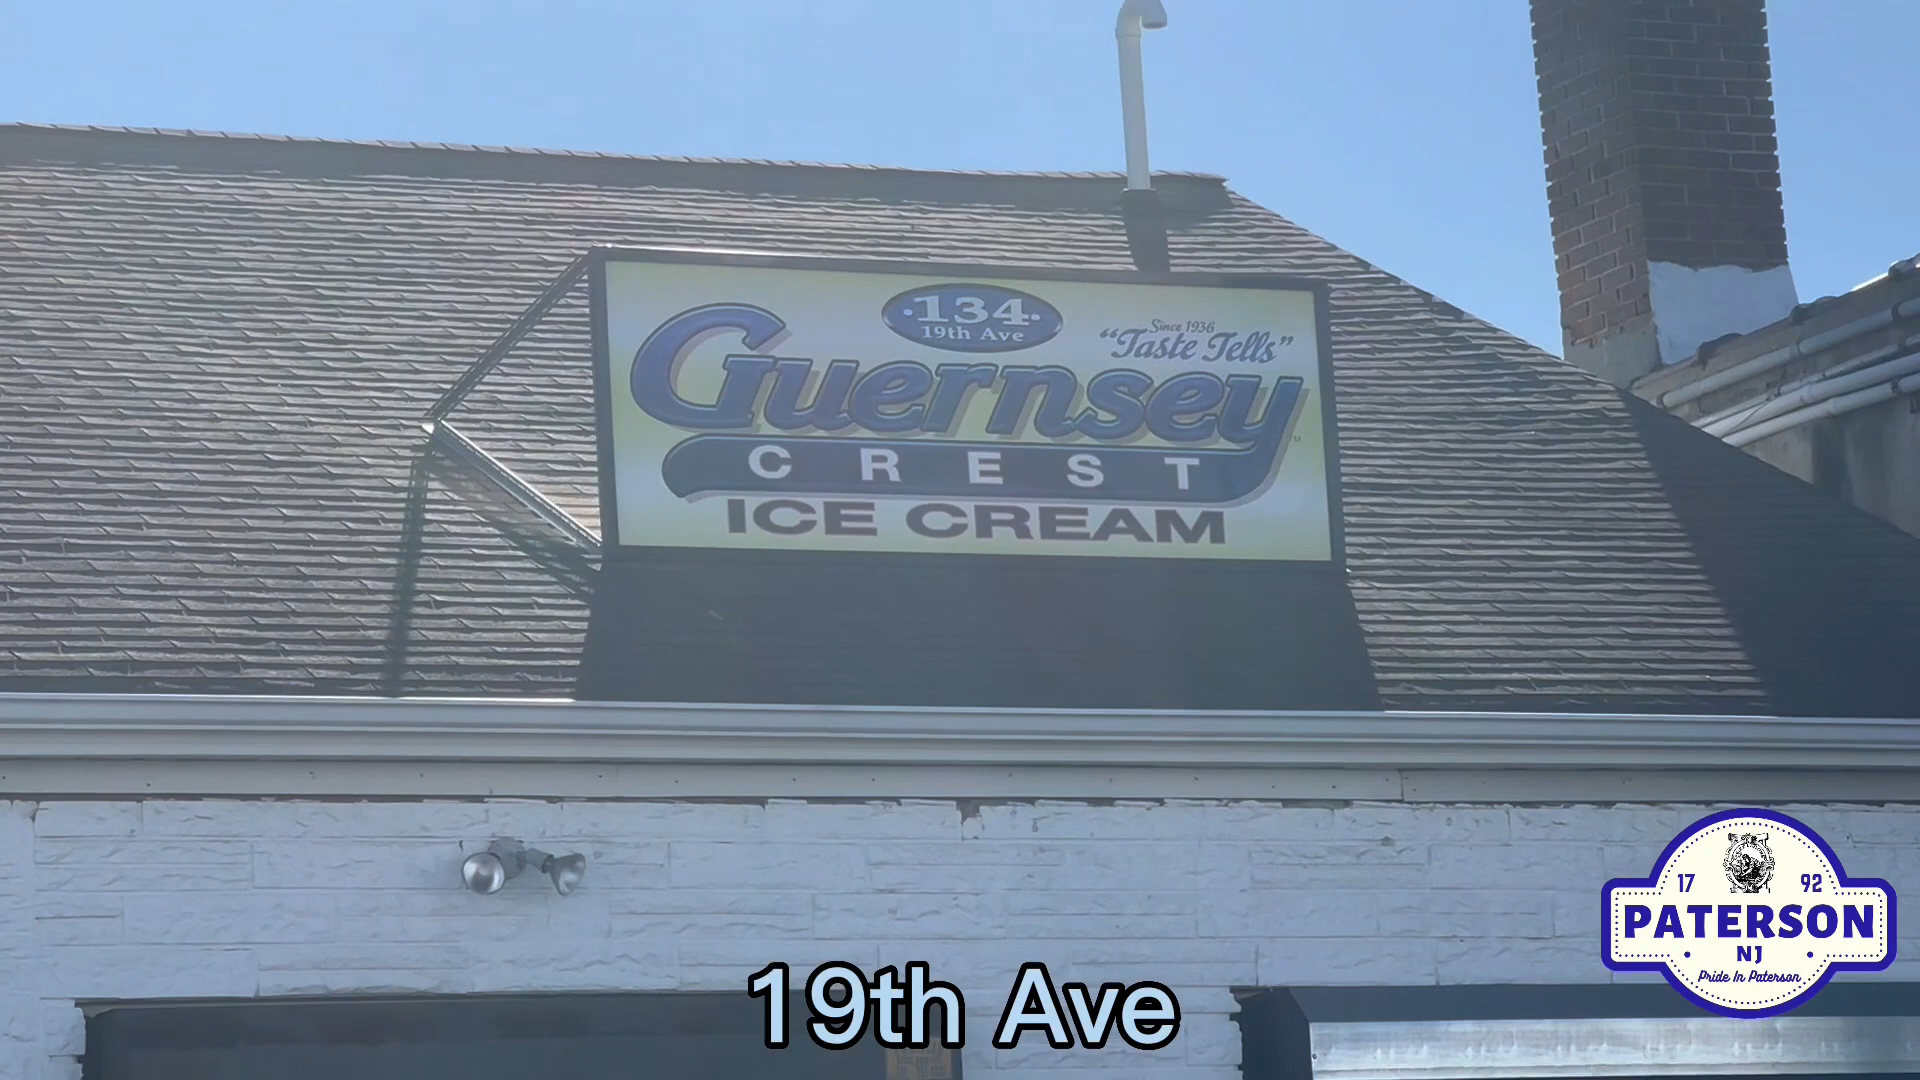 134
19th Ave
Since 1936
"Taste Tells"
Guernsey
CREST
ICE CREAM
17 92
PATERSON
NJ
Pride In Paterson
19th Ave